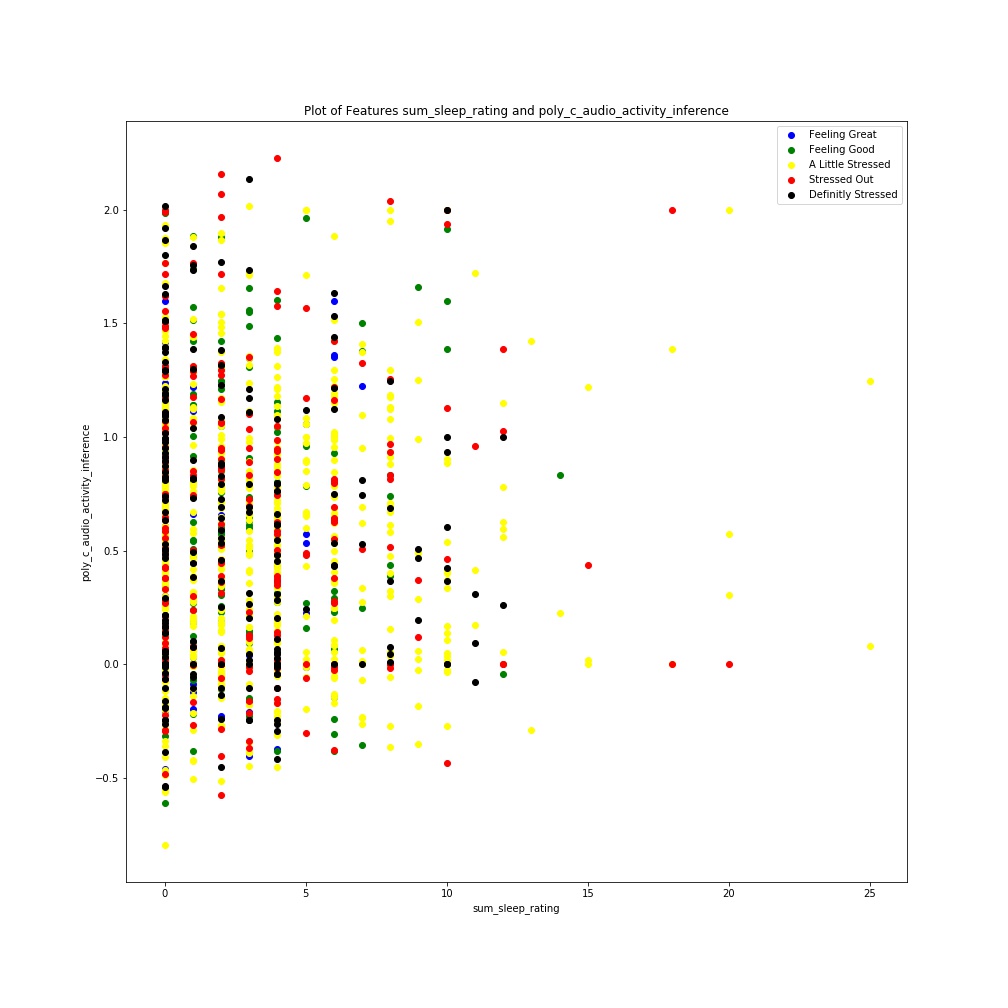 Plot of Features sum_sleep_rating and poly_c_audio_activity_inference
Feeling Great
Feeling Good
A Little Stressed
Stressed Out
Definitly Stressed
poly_c_audio_activity_inference
2.0
1.5
1.0
0.5
0.0
−0.5
0
5
10
15
20
25
sum_sleep_rating